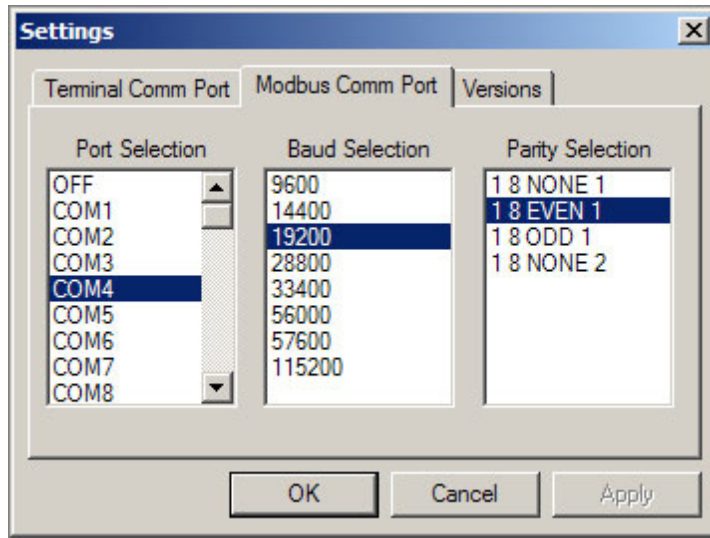 Settings
Terminal Comm Port Modbus Comm Port Versions
Port Selection Baud Selection Parity Selection
OFF
COM1
COM2
COM3
COM4
COM5
COM6
COM7
COM8
9600
14400
19200
28800
33400
56000
57600
115200
1 8 NONE 1
1 8 EVEN 1
1 8 ODD 1
1 8 NONE 2
OK Cancel Apply